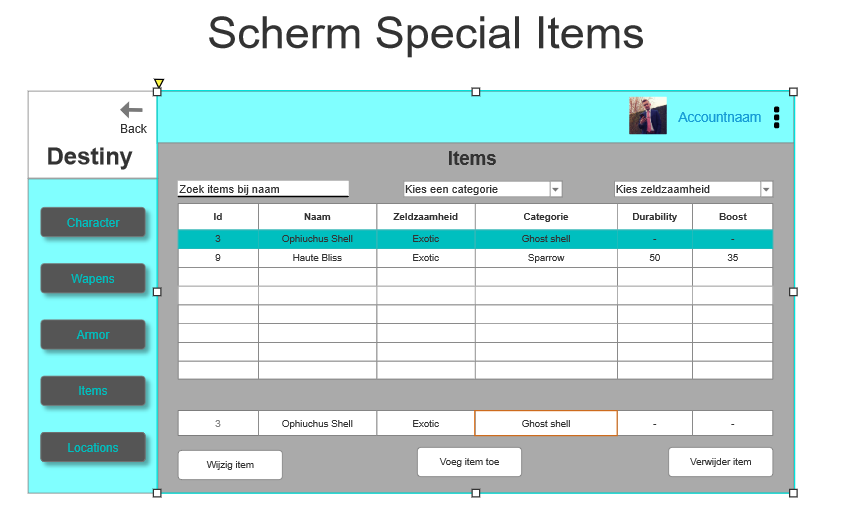 Scherm Special Items
Back
Destiny
Accountnaam
Items
Zoek items bij naam
Kies een categorie
Kies zeldzaamheid
Id Naam Zeldzaamheid Categorie Durability Boost
3 Ophiuchus Shell Exotic Ghost shell - -
9 Haute Bliss Exotic Sparrow 50 35
3 Ophiuchus Shell Exotic Ghost shell - -
Wijzig item
Voeg item toe
Verwijder item
Character
Wapens
Armor
Items
Locations